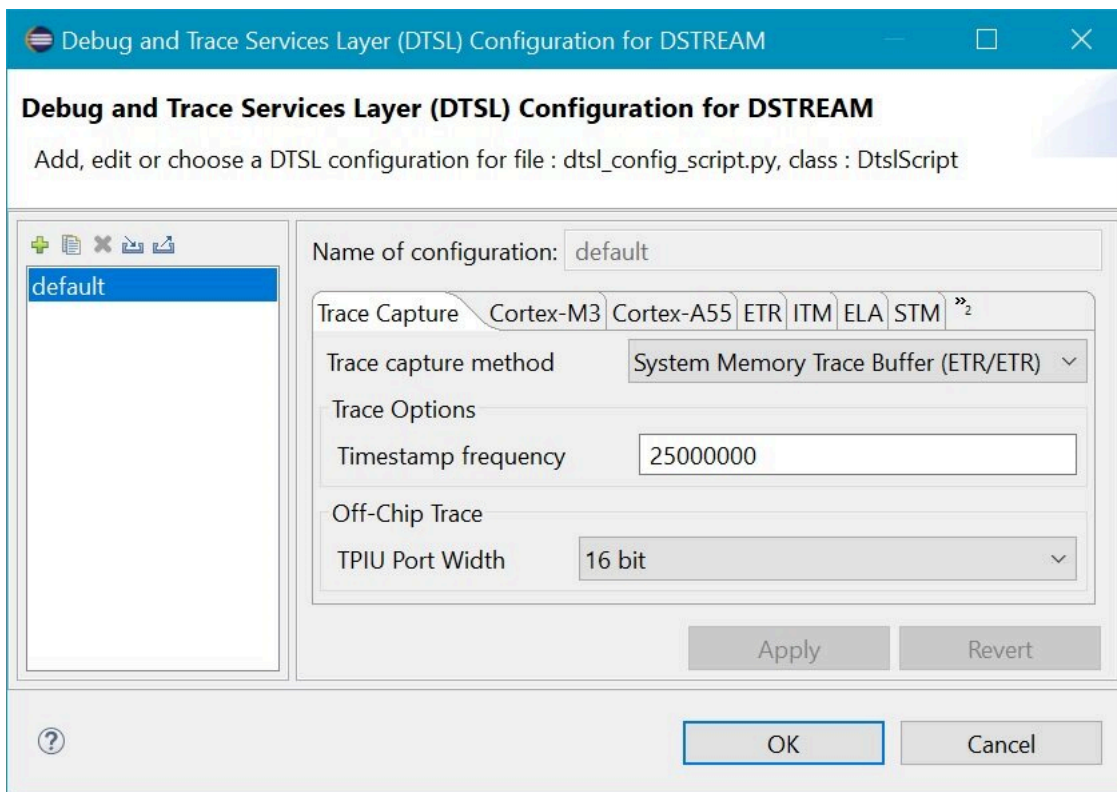 Debug and Trace Services Layer (DTSL) Configuration for DSTREAM
Debug and Trace Services Layer (DTSL) Configuration for DSTREAM
Add, edit or choose a DTSL configuration for file : dtsl_config_script.py, class : DtslScript
default
Name of configuration: default
Trace Capture Cortex-M3 Cortex-A55 ETR ITM ELA STM »2
Trace capture method System Memory Trace Buffer (ETR/ETR)
Trace Options
Timestamp frequency 25000000
Off-Chip Trace
TPIU Port Width 16 bit
Apply Revert
? OK Cancel